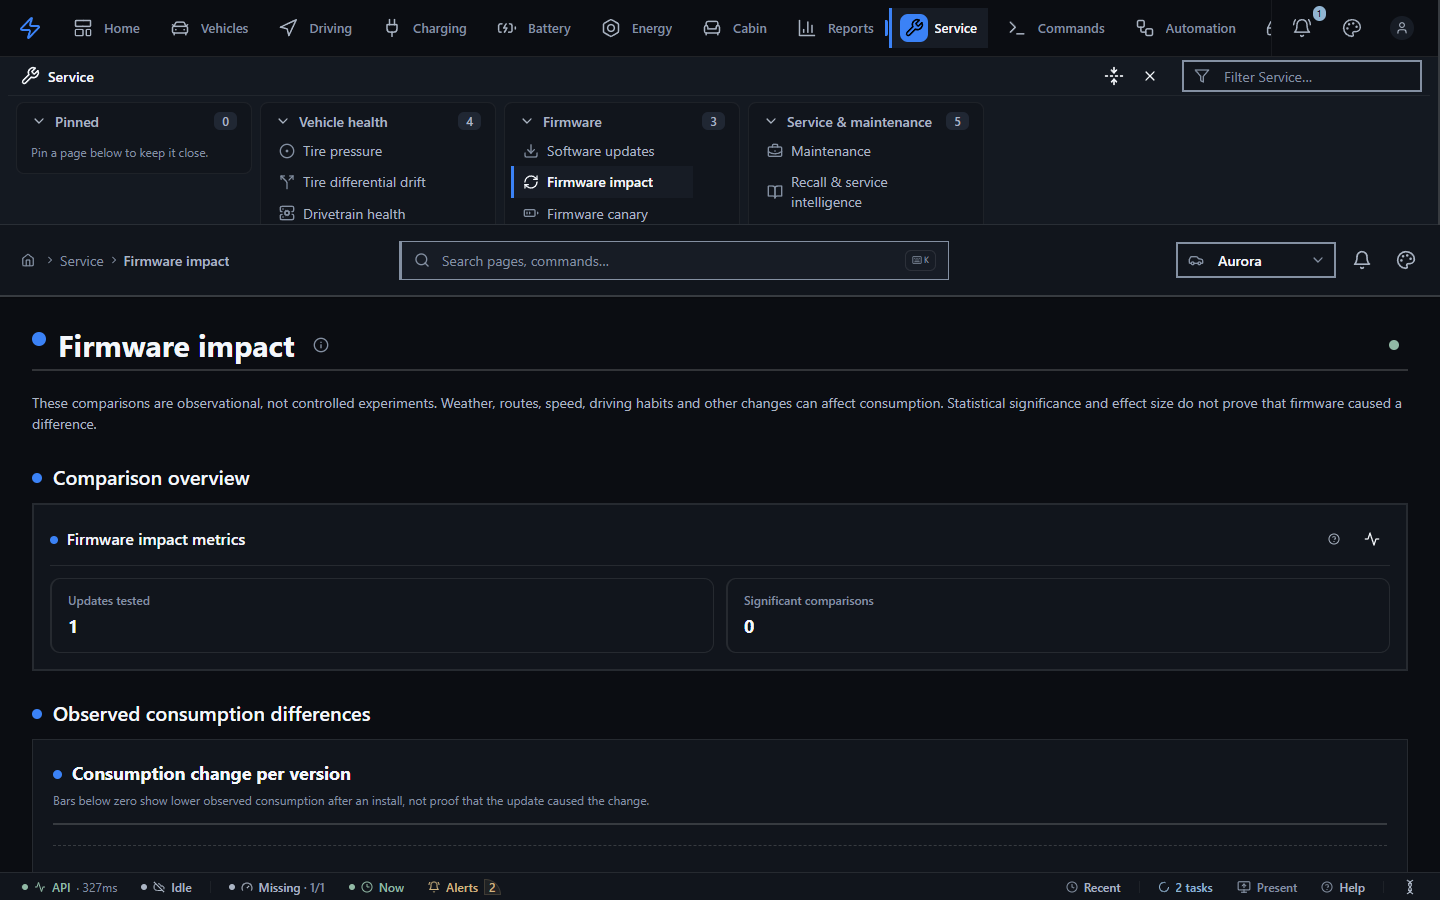 Home
Vehicles
Driving
Charging
Battery
Energy
Cabin
Reports
Service
Commands
Automation
1
Service
Filter Service...
Pinned
0
Pin a page below to keep it close.
Vehicle health
4
Tire pressure
Tire differential drift
Drivetrain health
Firmware
3
Software updates
Firmware impact
Firmware canary
Service & maintenance
5
Maintenance
Recall & service
intelligence
Service
Firmware impact
Search pages, commands...
K
Aurora
Firmware impact
These comparisons are observational, not controlled experiments. Weather, routes, speed, driving habits and other changes can affect consumption. Statistical significance and effect size do not prove that firmware caused a
difference.
Comparison overview
Firmware impact metrics
Updates tested
1
Significant comparisons
0
Observed consumption differences
Consumption change per version
Bars below zero show lower observed consumption after an install, not proof that the update caused the change.
API · 327ms
Idle
Missing · 1/1
Now
Alerts 2
Recent
2 tasks
Present
Help